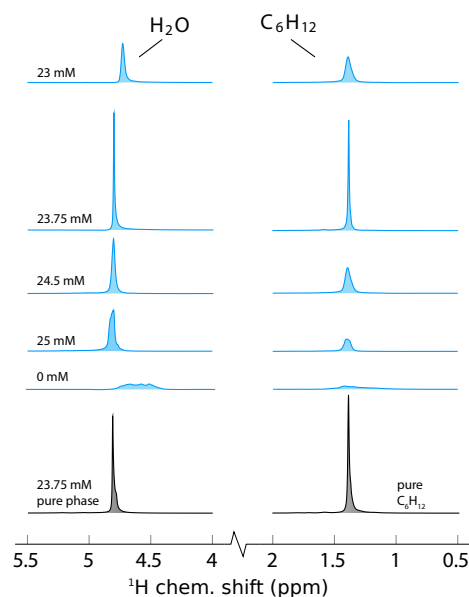 H₂O
C₆H₁₂
23 mM
23.75 mM
24.5 mM
25 mM
0 mM
23.75 mM
pure phase
pure
C₆H₁₂
5.5 5 4.5 4 2 1.5 1 0.5
¹H chem. shift (ppm)